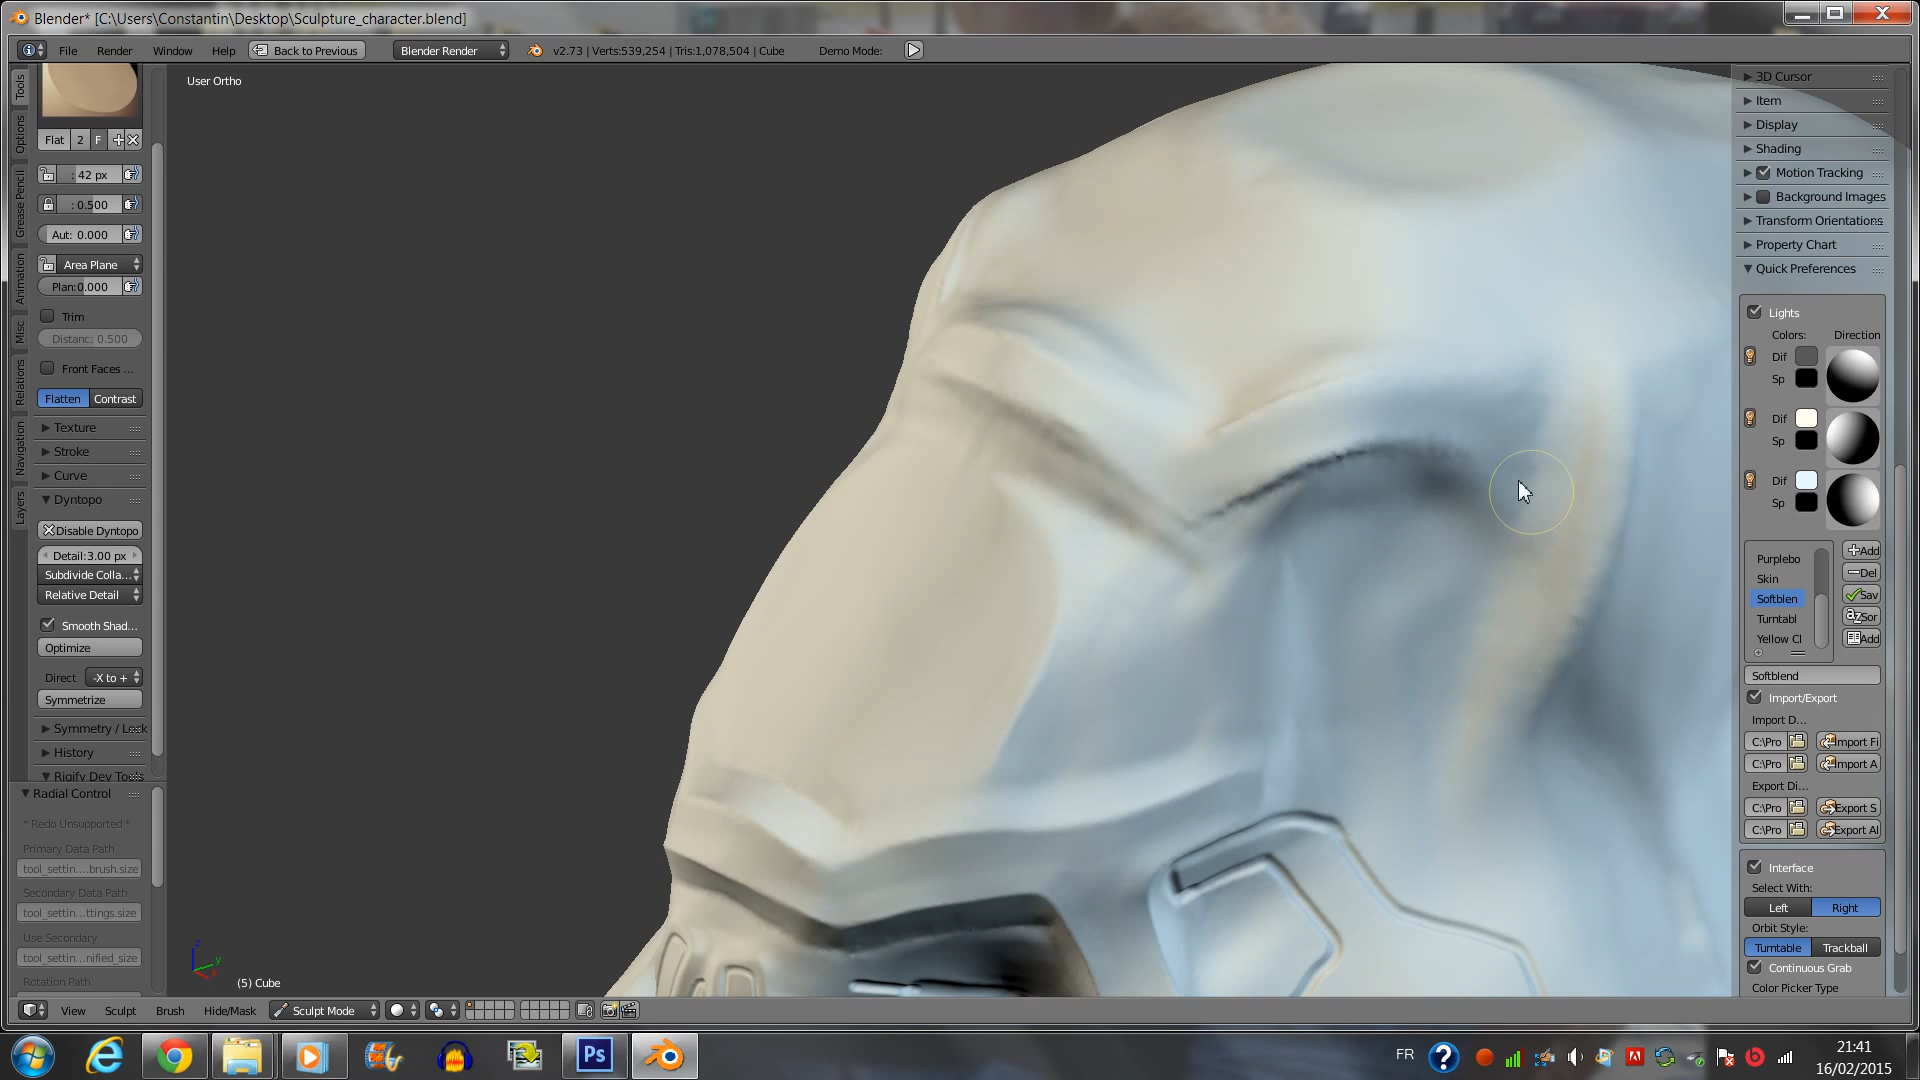 Blender* [C:\Users\Constantin\Desktop\Sculpture_character.blend]
File Render Window Help Back to Previous Blender Render v2.73 | Verts:539,254 | Tris:1,078,504 | Cube Demo Mode:
User Ortho
Tools
Options
Grease Pencil
Animation
Misc
Relations
Navigation
Layers
Flat 2 F
: 42 px
: 0.500
Aut: 0.000
Area Plane
Plan:0.000
Trim
Distanc: 0.500
Front Faces ...
Flatten Contrast
Texture
Stroke
Curve
Dyntopo
Disable Dyntopo
Detail:3.00 px
Subdivide Colla...
Relative Detail
Smooth Shad...
Optimize
Direct -X to +
Symmetrize
Symmetry / Lock
History
Rigify Dev Tools
Radial Control
* Redo Unsupported *
Primary Data Path
tool_settin....brush.size
Secondary Data Path
tool_settin...ttings.size
Use Secondary
tool_settin...nified_size
Rotation Path
z
y
x
(5) Cube
3D Cursor
Item
Display
Shading
Motion Tracking
Background Images
Transform Orientations
Property Chart
Quick Preferences
Lights
Colors: Direction
Dif
Sp
Dif
Sp
Dif
Sp
Purplebo
Skin
Softblen
Turntabl
Yellow Cl
Add
Del
Sav
Sor
Add
Softblend
Import/Export
Import D...
C:\Pro Import Fi
C:\Pro Import A
Export Di...
C:\Pro Export S
C:\Pro Export Al
Interface
Select With:
Left Right
Orbit Style:
Turntable Trackball
Continuous Grab
Color Picker Type
View Sculpt Brush Hide/Mask Sculpt Mode
Ps
FR
21:41
16/02/2015